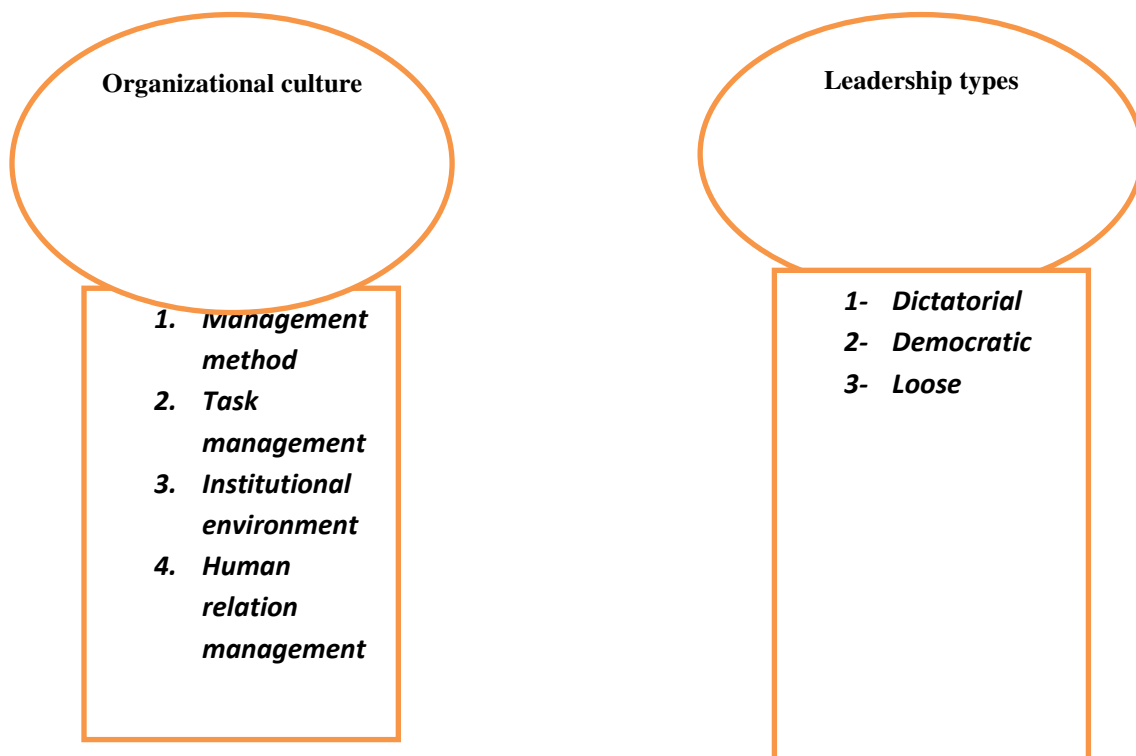 Organizational culture
1. Management
method
2. Task
management
3. Institutional
environment
4. Human
relation
management
Leadership types
1- Dictatorial
2- Democratic
3- Loose